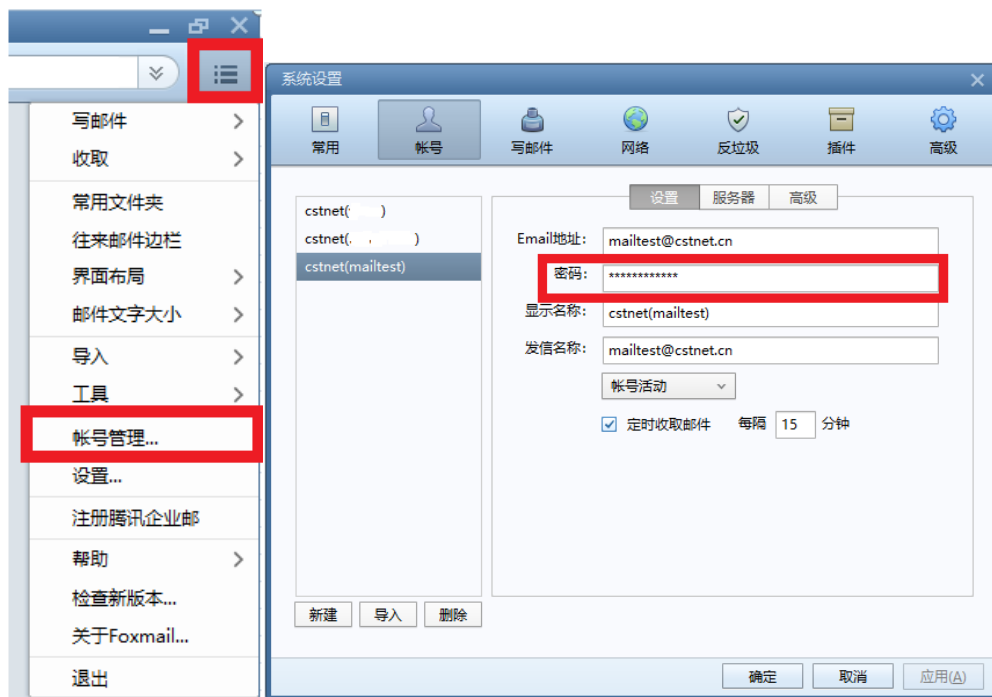 写邮件
收取
常用文件夹
往来邮件边栏
界面布局
邮件文字大小
导入
工具
帐号管理...
设置...
注册腾讯企业邮
帮助
检查新版本...
关于Foxmail...
退出
系统设置
常用 帐号 写邮件 网络 反垃圾 插件 高级
cstnet( )
cstnet( )
cstnet(mailtest)
新建 导入 删除
设置 服务器 高级
Email地址: mailtest@cstnet.cn
密码: ************
显示名称: cstnet(mailtest)
发信名称: mailtest@cstnet.cn
帐号活动
定时收取邮件 每隔 15 分钟
确定 取消 应用(A)